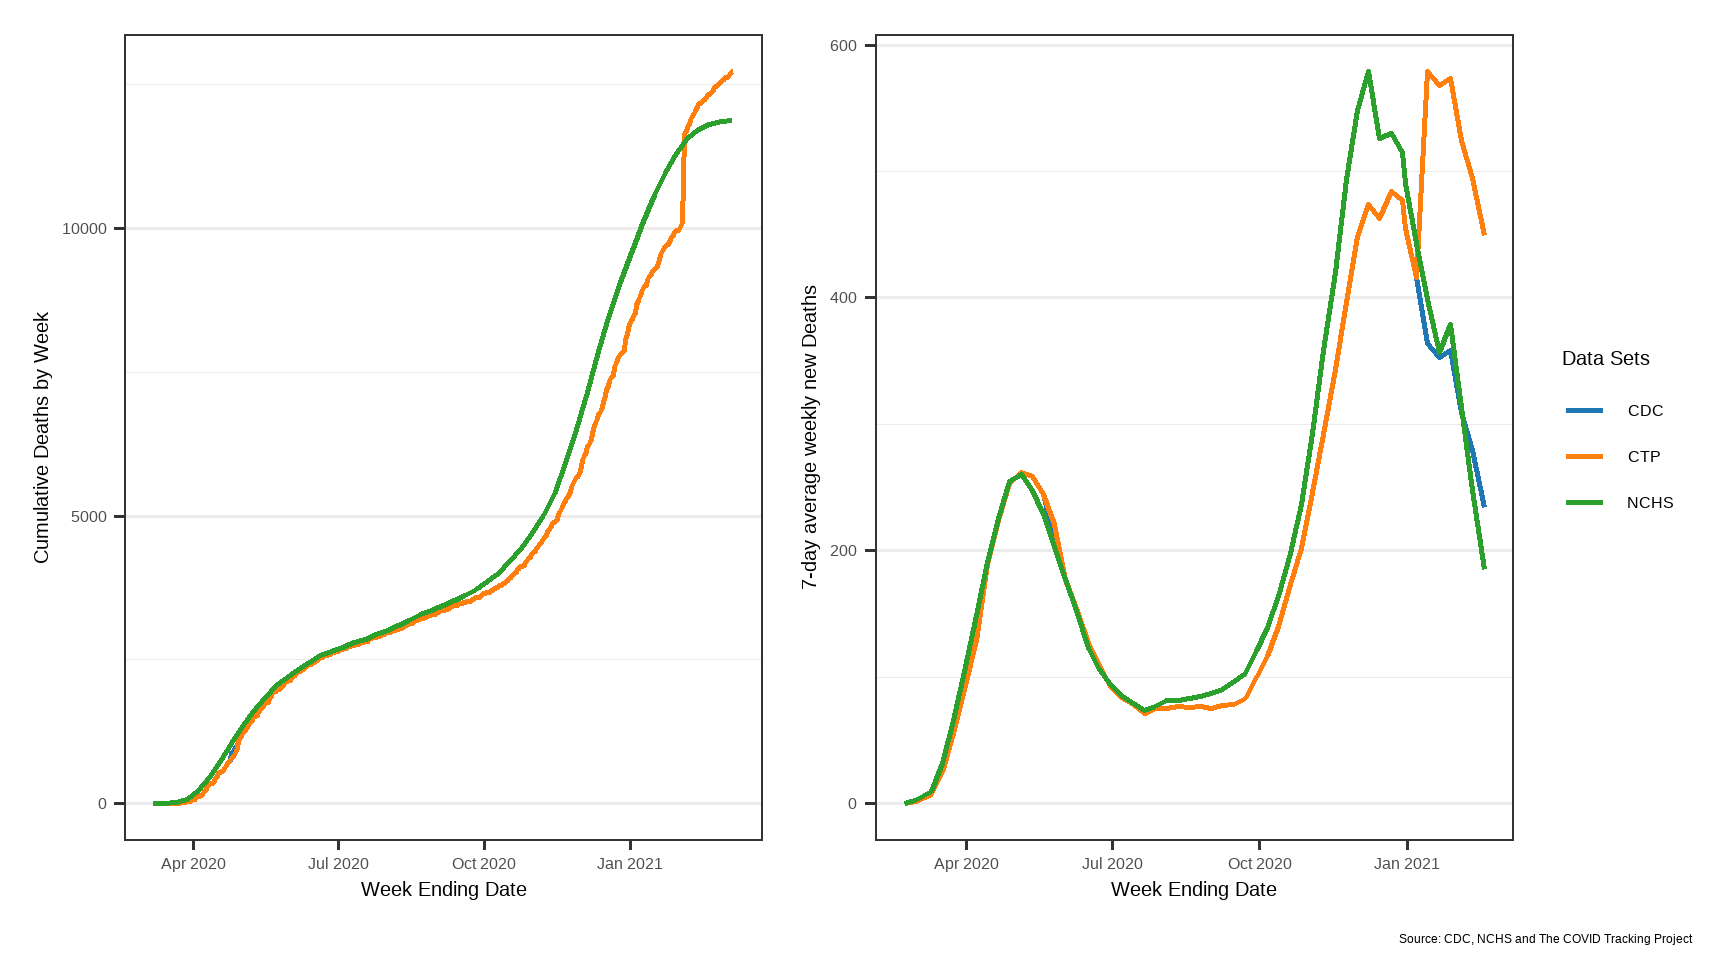 Cumulative Deaths by Week
10000
5000
0
Apr 2020
Jul 2020
Oct 2020
Jan 2021
Week Ending Date
7-day average weekly new Deaths
600
400
200
0
Apr 2020
Jul 2020
Oct 2020
Jan 2021
Week Ending Date
Data Sets
CDC
CTP
NCHS
Source: CDC, NCHS and The COVID Tracking Project